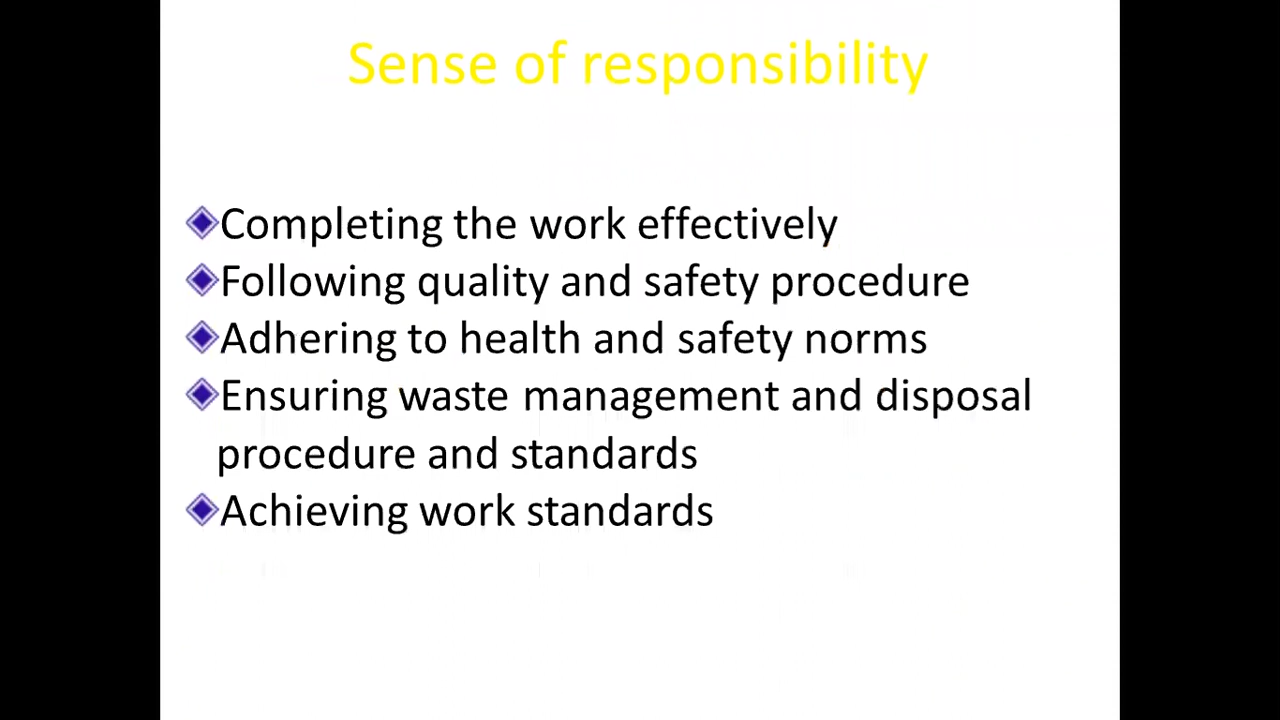 Sense of responsibility
Completing the work effectively
Following quality and safety procedure
Adhering to health and safety norms
Ensuring waste management and disposal
procedure and standards
Achieving work standards